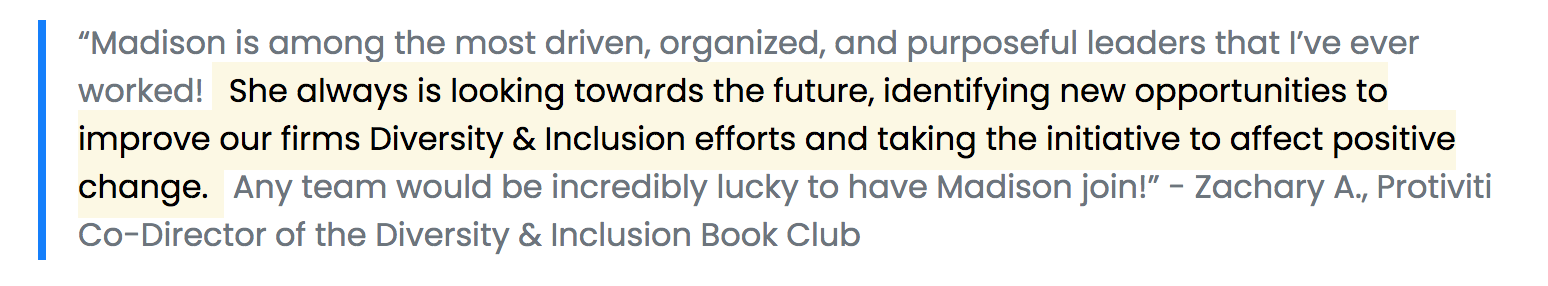 “Madison is among the most driven, organized, and purposeful leaders that I’ve ever
worked! She always is looking towards the future, identifying new opportunities to
improve our firms Diversity & Inclusion efforts and taking the initiative to affect positive
change. Any team would be incredibly lucky to have Madison join!” - Zachary A., Protiviti
Co-Director of the Diversity & Inclusion Book Club